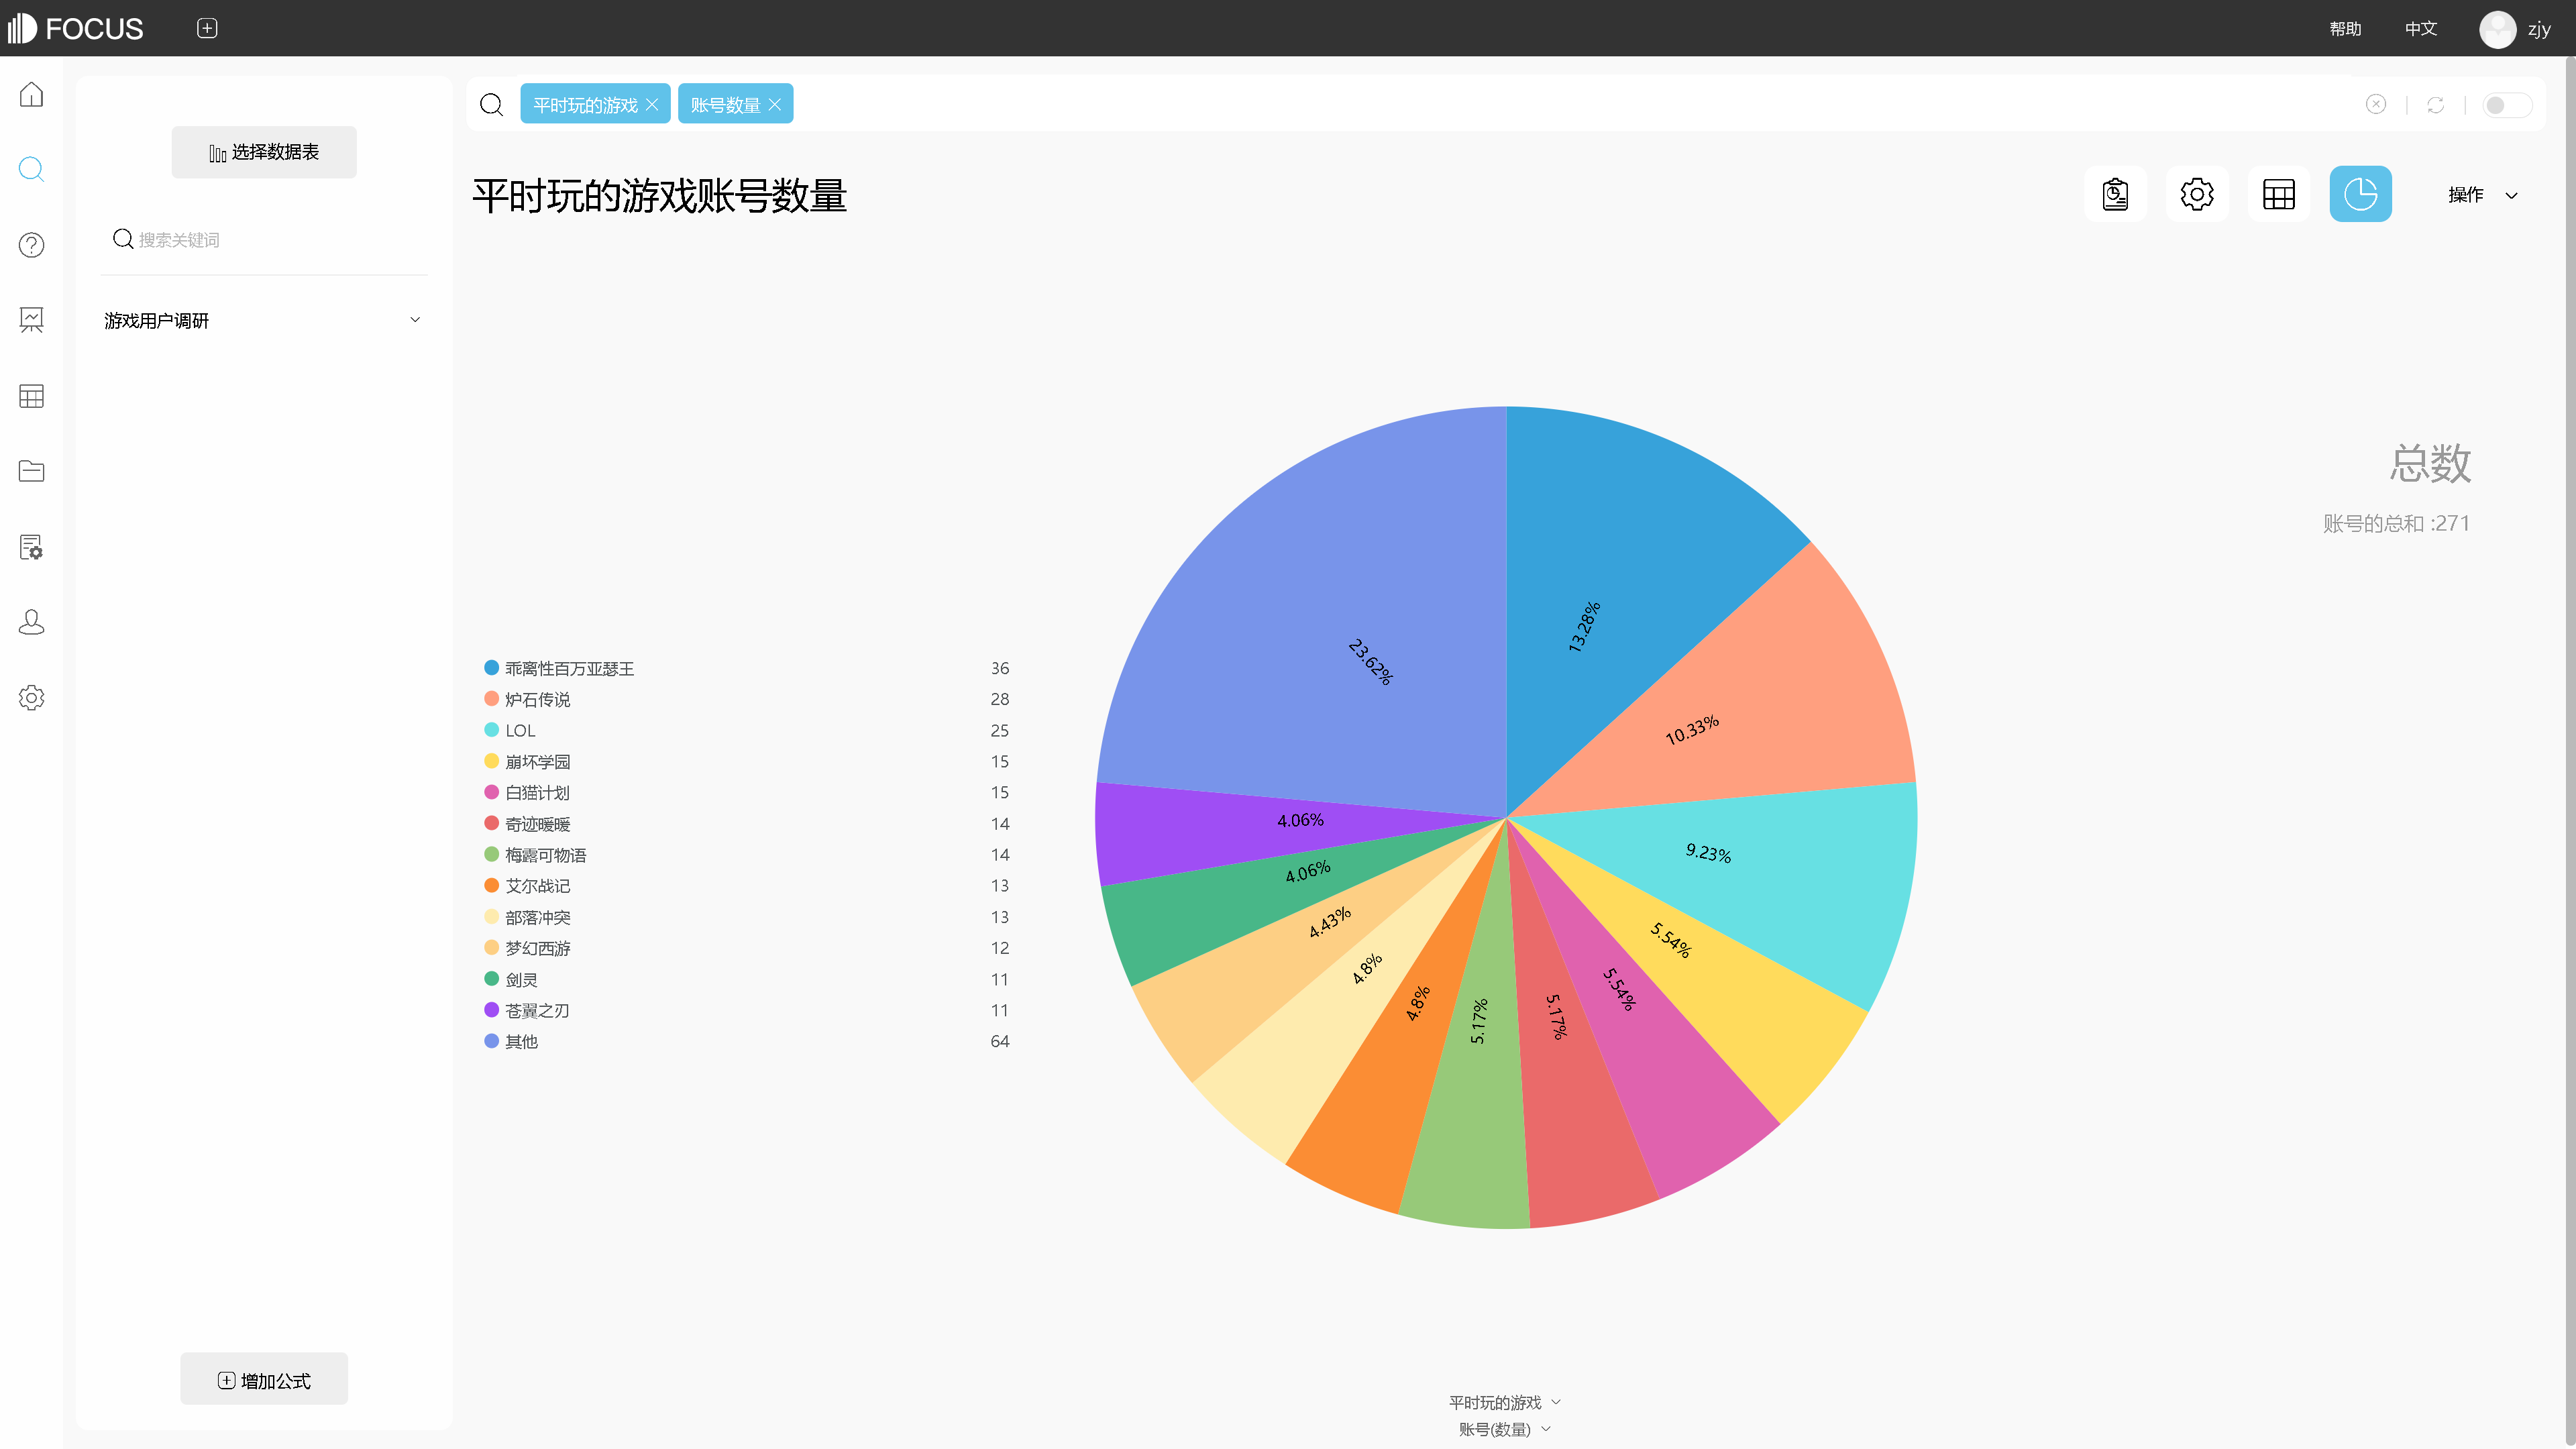 FOCUS
帮助
中文
zjy
选择数据表
搜索关键词
游戏用户调研
增加公式
平时玩的游戏
账号数量
平时玩的游戏账号数量
操作
总数
账号的总和 :271
乖离性百万亚瑟王 36
炉石传说 28
LOL 25
崩坏学园 15
白猫计划 15
奇迹暖暖 14
梅露可物语 14
艾尔战记 13
部落冲突 13
梦幻西游 12
剑灵 11
苍翼之刃 11
其他 64
13.28%
10.33%
9.23%
5.54%
5.54%
5.17%
5.17%
4.8%
4.8%
4.43%
4.06%
4.06%
23.62%
平时玩的游戏
账号(数量)